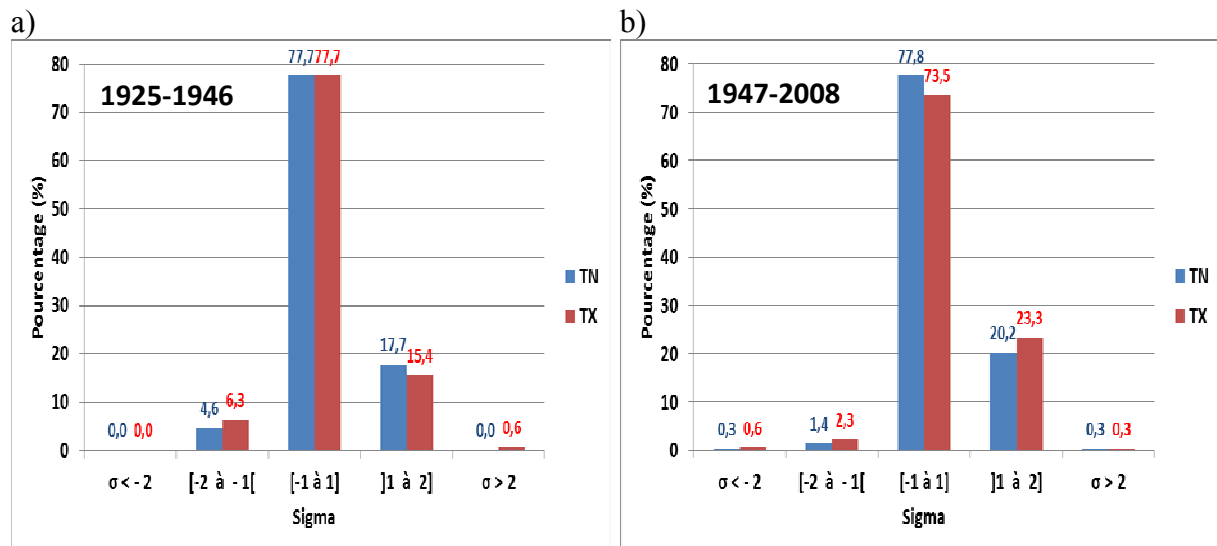 a)
1925-1946
Pourcentage (%)
80
70
60
50
40
30
20
10
0
0,0 0,0
4,6 6,3
77,7 77,7
17,7 15,4
0,0 0,6
σ < - 2
[-2 à - 1[
[-1 à 1]
]1 à 2]
σ > 2
Sigma
TN
TX
b)
1947-2008
Pourcentage (%)
80
70
60
50
40
30
20
10
0
0,3 0,6
1,4 2,3
77,8 73,5
20,2 23,3
0,3 0,3
σ < - 2
[-2 à - 1[
[-1 à 1]
]1 à 2]
σ > 2
Sigma
TN
TX